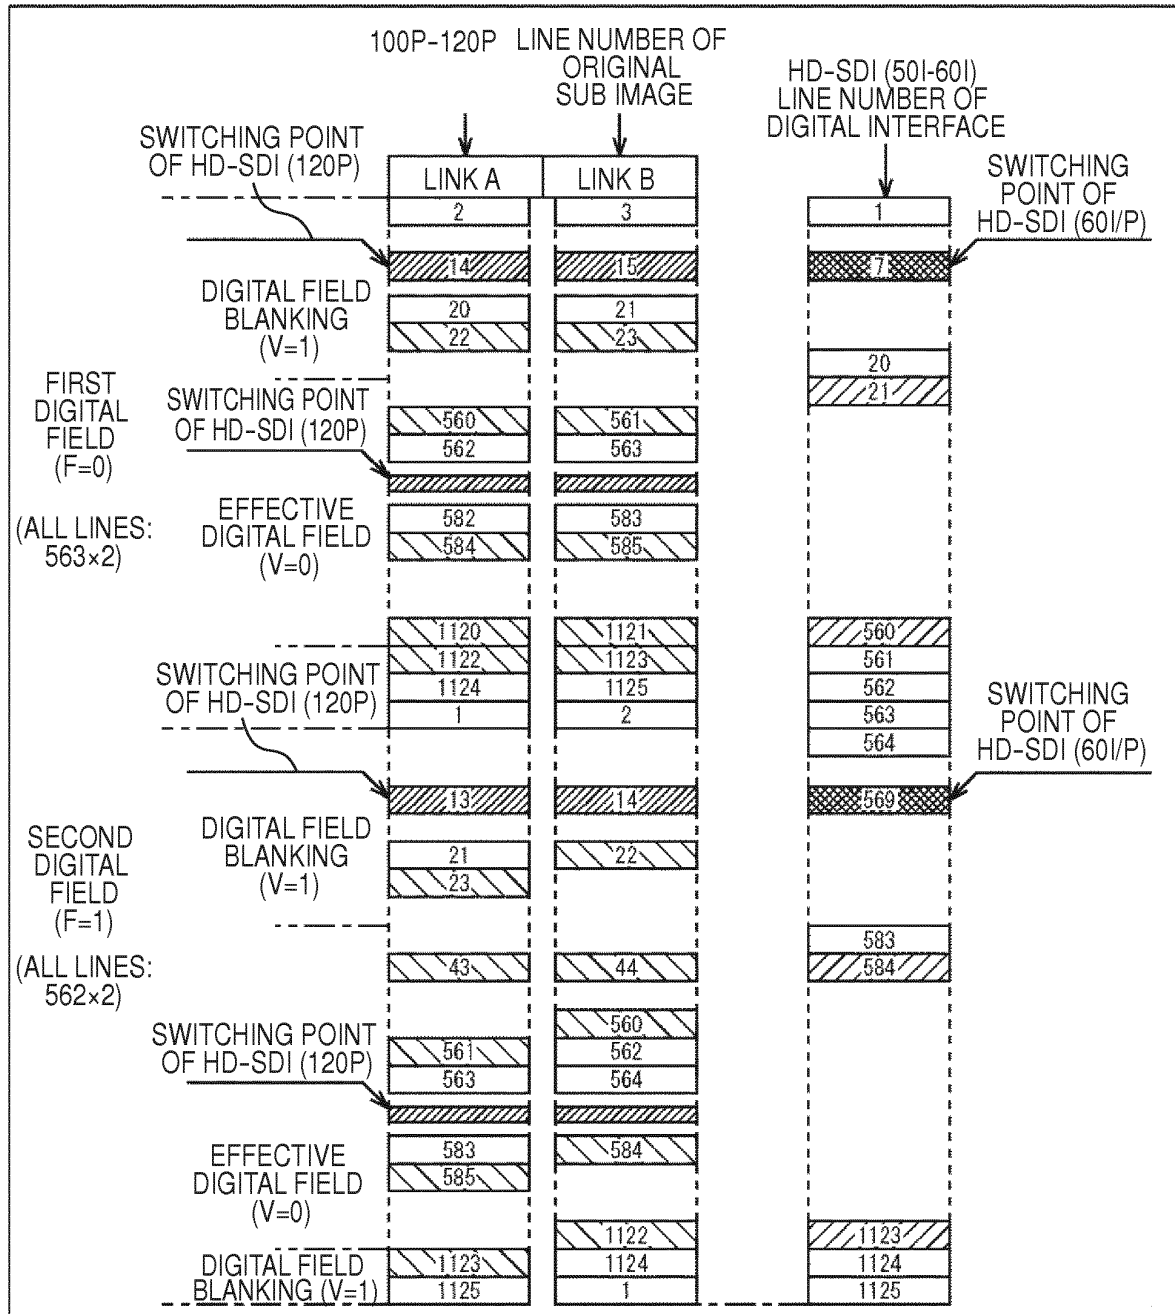 100P-120P
LINE NUMBER OF
ORIGINAL
SUB IMAGE
HD-SDI (50I-60I)
LINE NUMBER OF
DIGITAL INTERFACE
SWITCHING POINT
OF HD-SDI (120P)
SWITCHING
POINT OF
HD-SDI (60I/P)
LINK A
LINK B
2
3
1
14
15
7
DIGITAL FIELD
BLANKING
(V=1)
20
21
22
23
20
21
FIRST
DIGITAL
FIELD
(F=0)
(ALL LINES:
563×2)
SWITCHING POINT
OF HD-SDI (120P)
560
561
562
563
EFFECTIVE
DIGITAL FIELD
(V=0)
582
583
584
585
1120
1121
560
1122
1123
561
1124
1125
562
1
2
563
564
SWITCHING POINT
OF HD-SDI (120P)
SWITCHING
POINT OF
HD-SDI (60I/P)
13
14
569
SECOND
DIGITAL
FIELD
(F=1)
(ALL LINES:
562×2)
DIGITAL FIELD
BLANKING
(V=1)
21
22
23
583
43
44
584
SWITCHING POINT
OF HD-SDI (120P)
560
561
562
563
564
EFFECTIVE
DIGITAL FIELD
(V=0)
583
584
585
1122
1123
DIGITAL FIELD
BLANKING (V=1)
1123
1124
1124
1125
1
1125